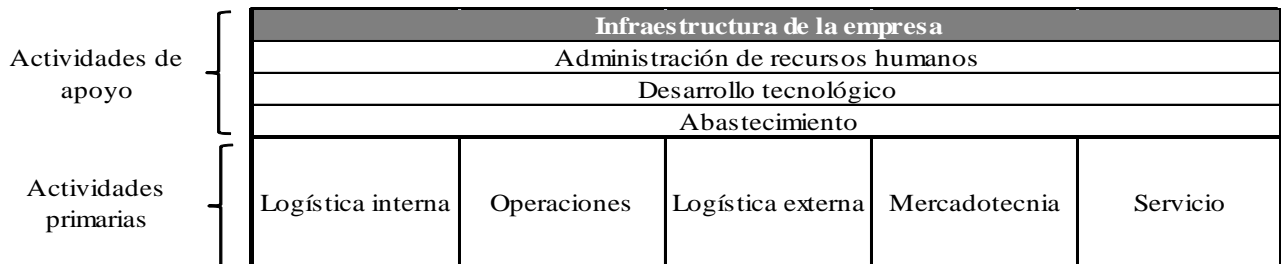 Infraestructura de la empresa
Actividades de
apoyo
Administración de recursos humanos
Desarrollo tecnológico
Abastecimiento
Actividades
primarias
Logística interna
Operaciones
Logística externa
Mercadotecnia
Servicio